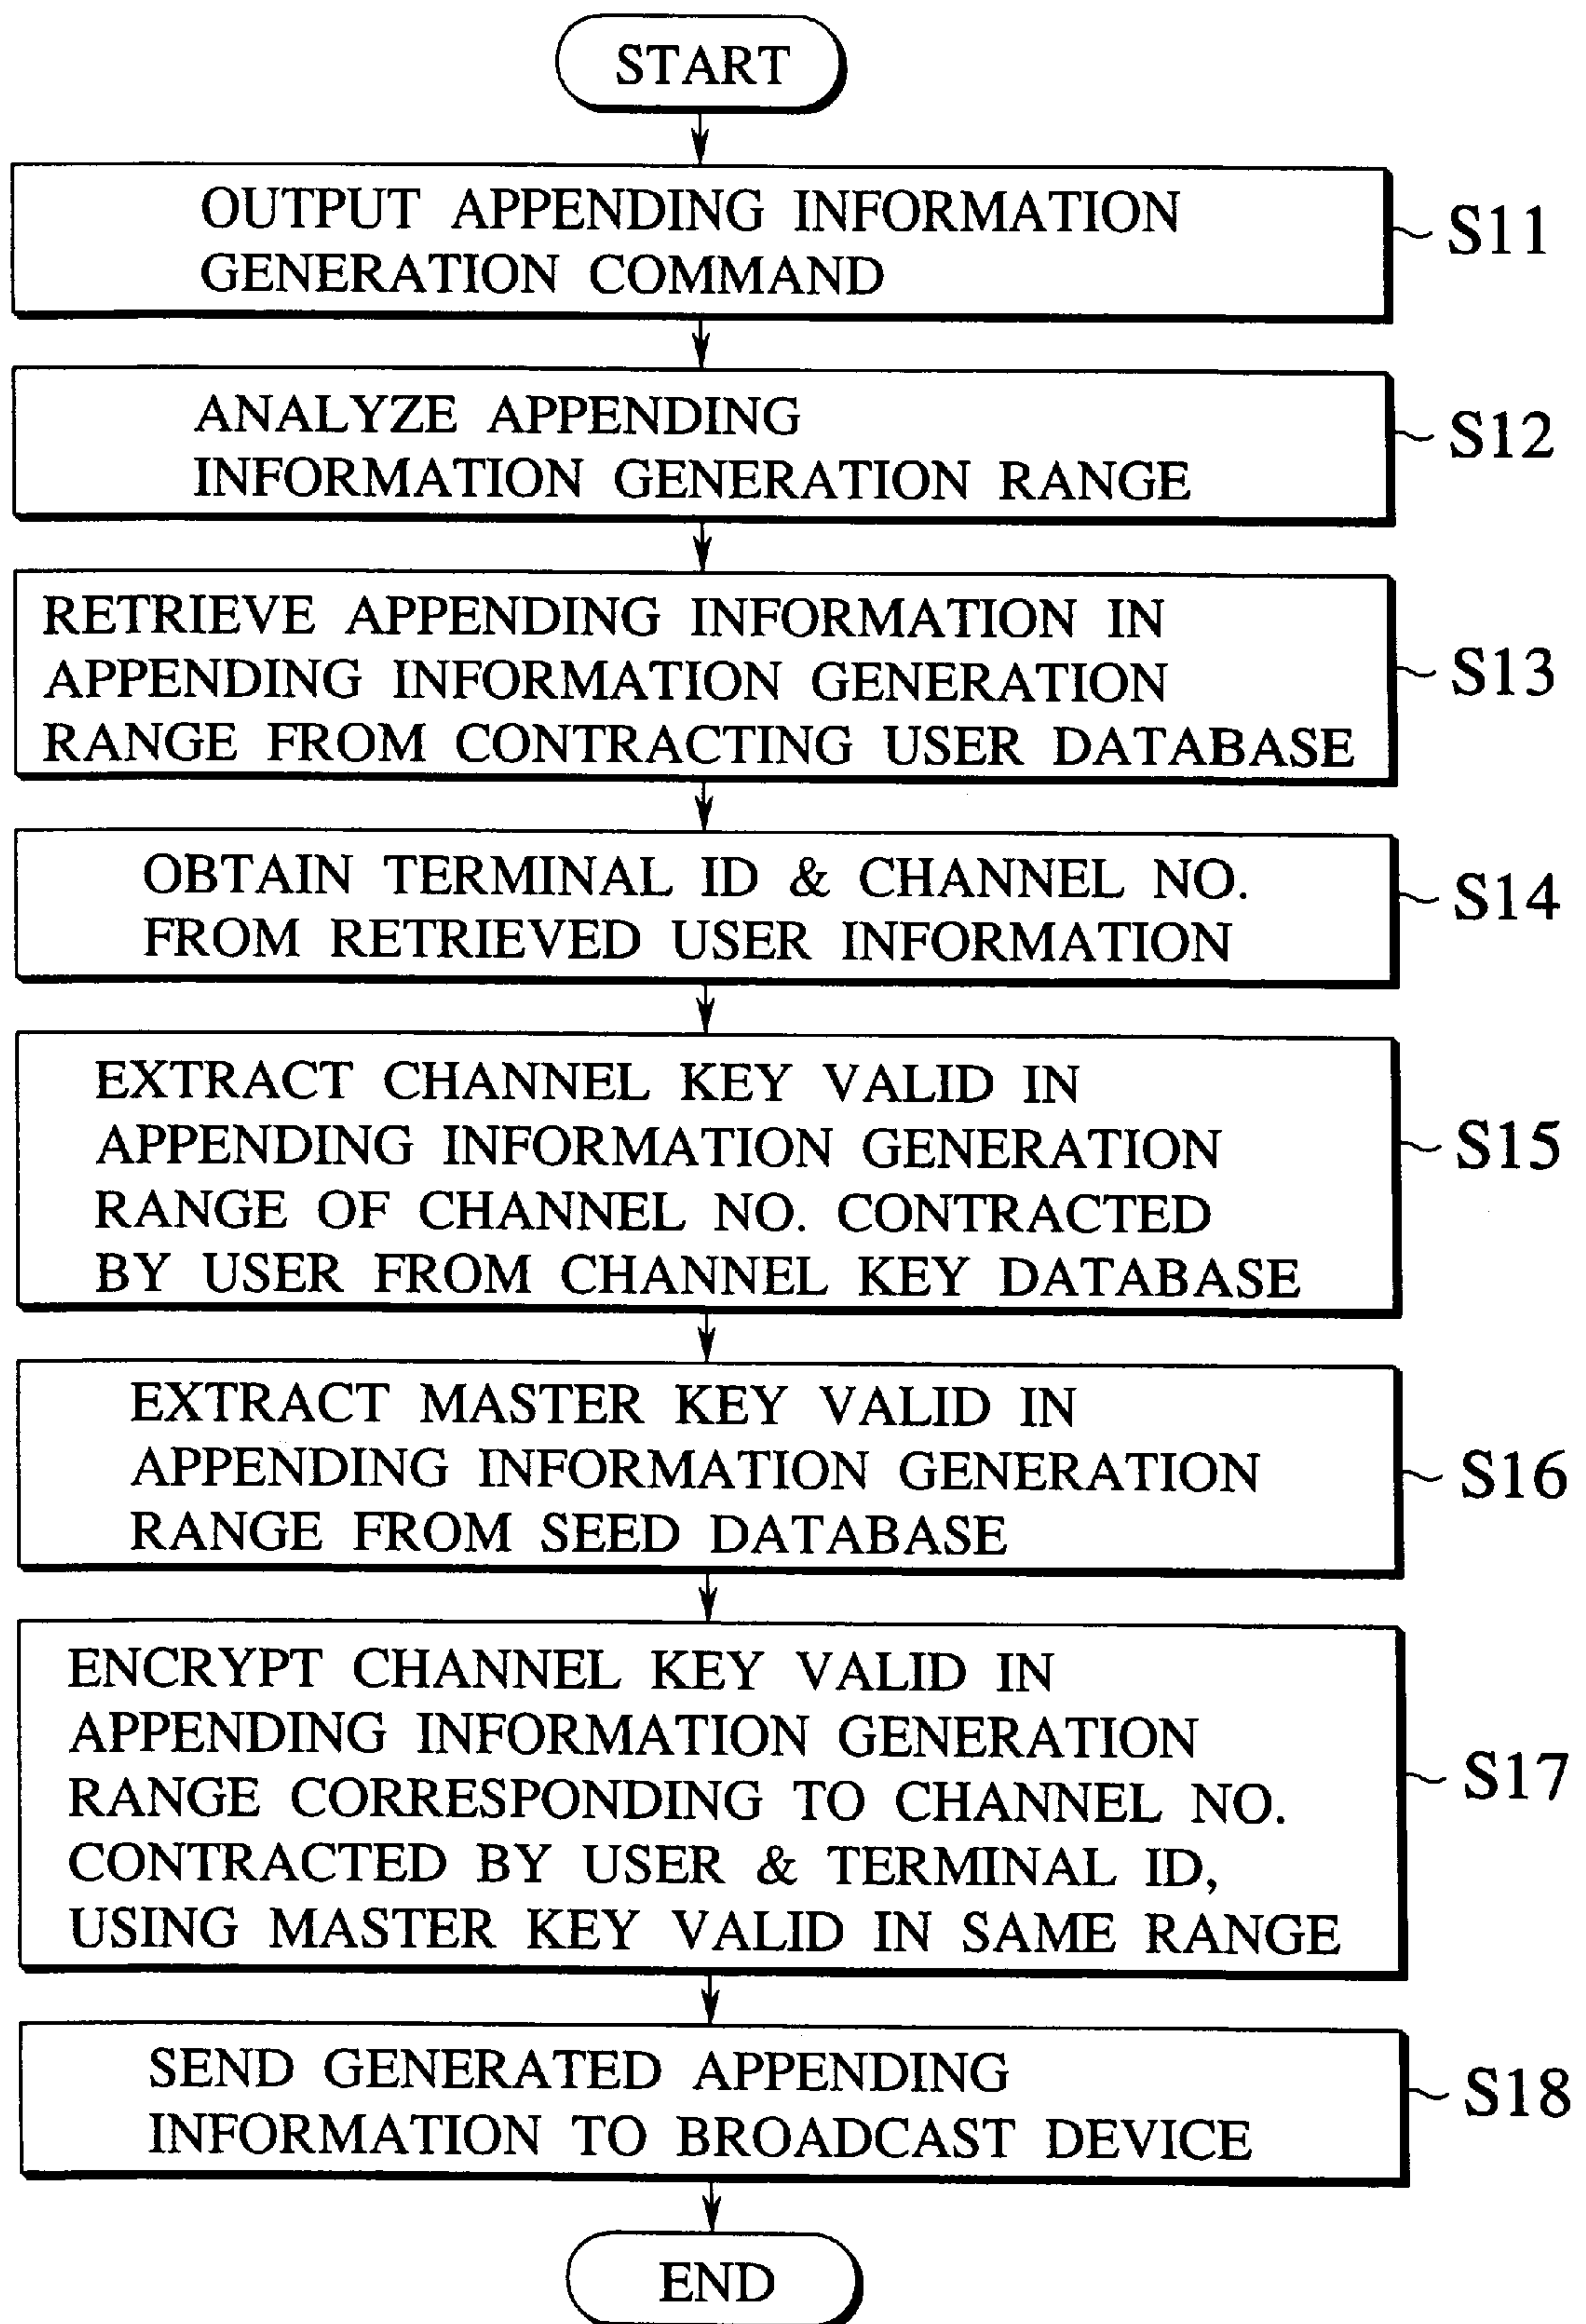 START
OUTPUT APPENDING INFORMATION
GENERATION COMMAND
S11
ANALYZE APPENDING
INFORMATION GENERATION RANGE
S12
RETRIEVE APPENDING INFORMATION IN
APPENDING INFORMATION GENERATION
RANGE FROM CONTRACTING USER DATABASE
S13
OBTAIN TERMINAL ID & CHANNEL NO.
FROM RETRIEVED USER INFORMATION
S14
EXTRACT CHANNEL KEY VALID IN
APPENDING INFORMATION GENERATION
RANGE OF CHANNEL NO. CONTRACTED
BY USER FROM CHANNEL KEY DATABASE
S15
EXTRACT MASTER KEY VALID IN
APPENDING INFORMATION GENERATION
RANGE FROM SEED DATABASE
S16
ENCRYPT CHANNEL KEY VALID IN
APPENDING INFORMATION GENERATION
RANGE CORRESPONDING TO CHANNEL NO.
CONTRACTED BY USER & TERMINAL ID,
USING MASTER KEY VALID IN SAME RANGE
S17
SEND GENERATED APPENDING
INFORMATION TO BROADCAST DEVICE
S18
END